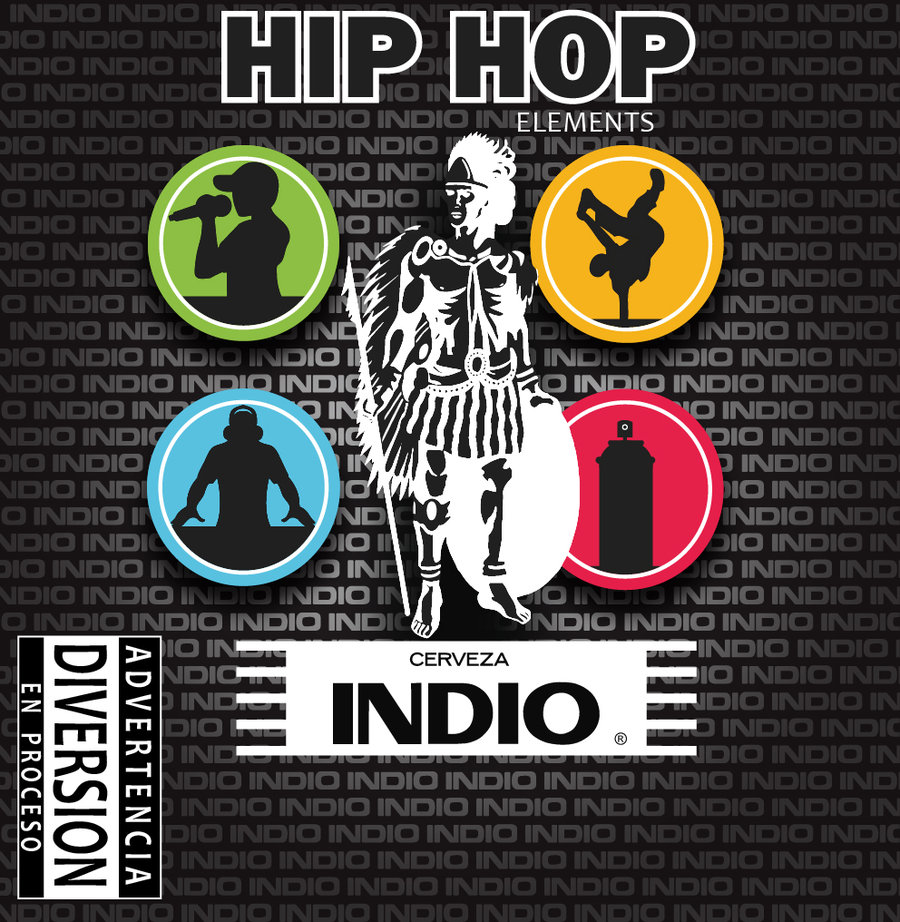 HIP HOP
ELEMENTS
CERVEZA
INDIO
®
ADVERTENCIA
DIVERSION
EN PROCESO